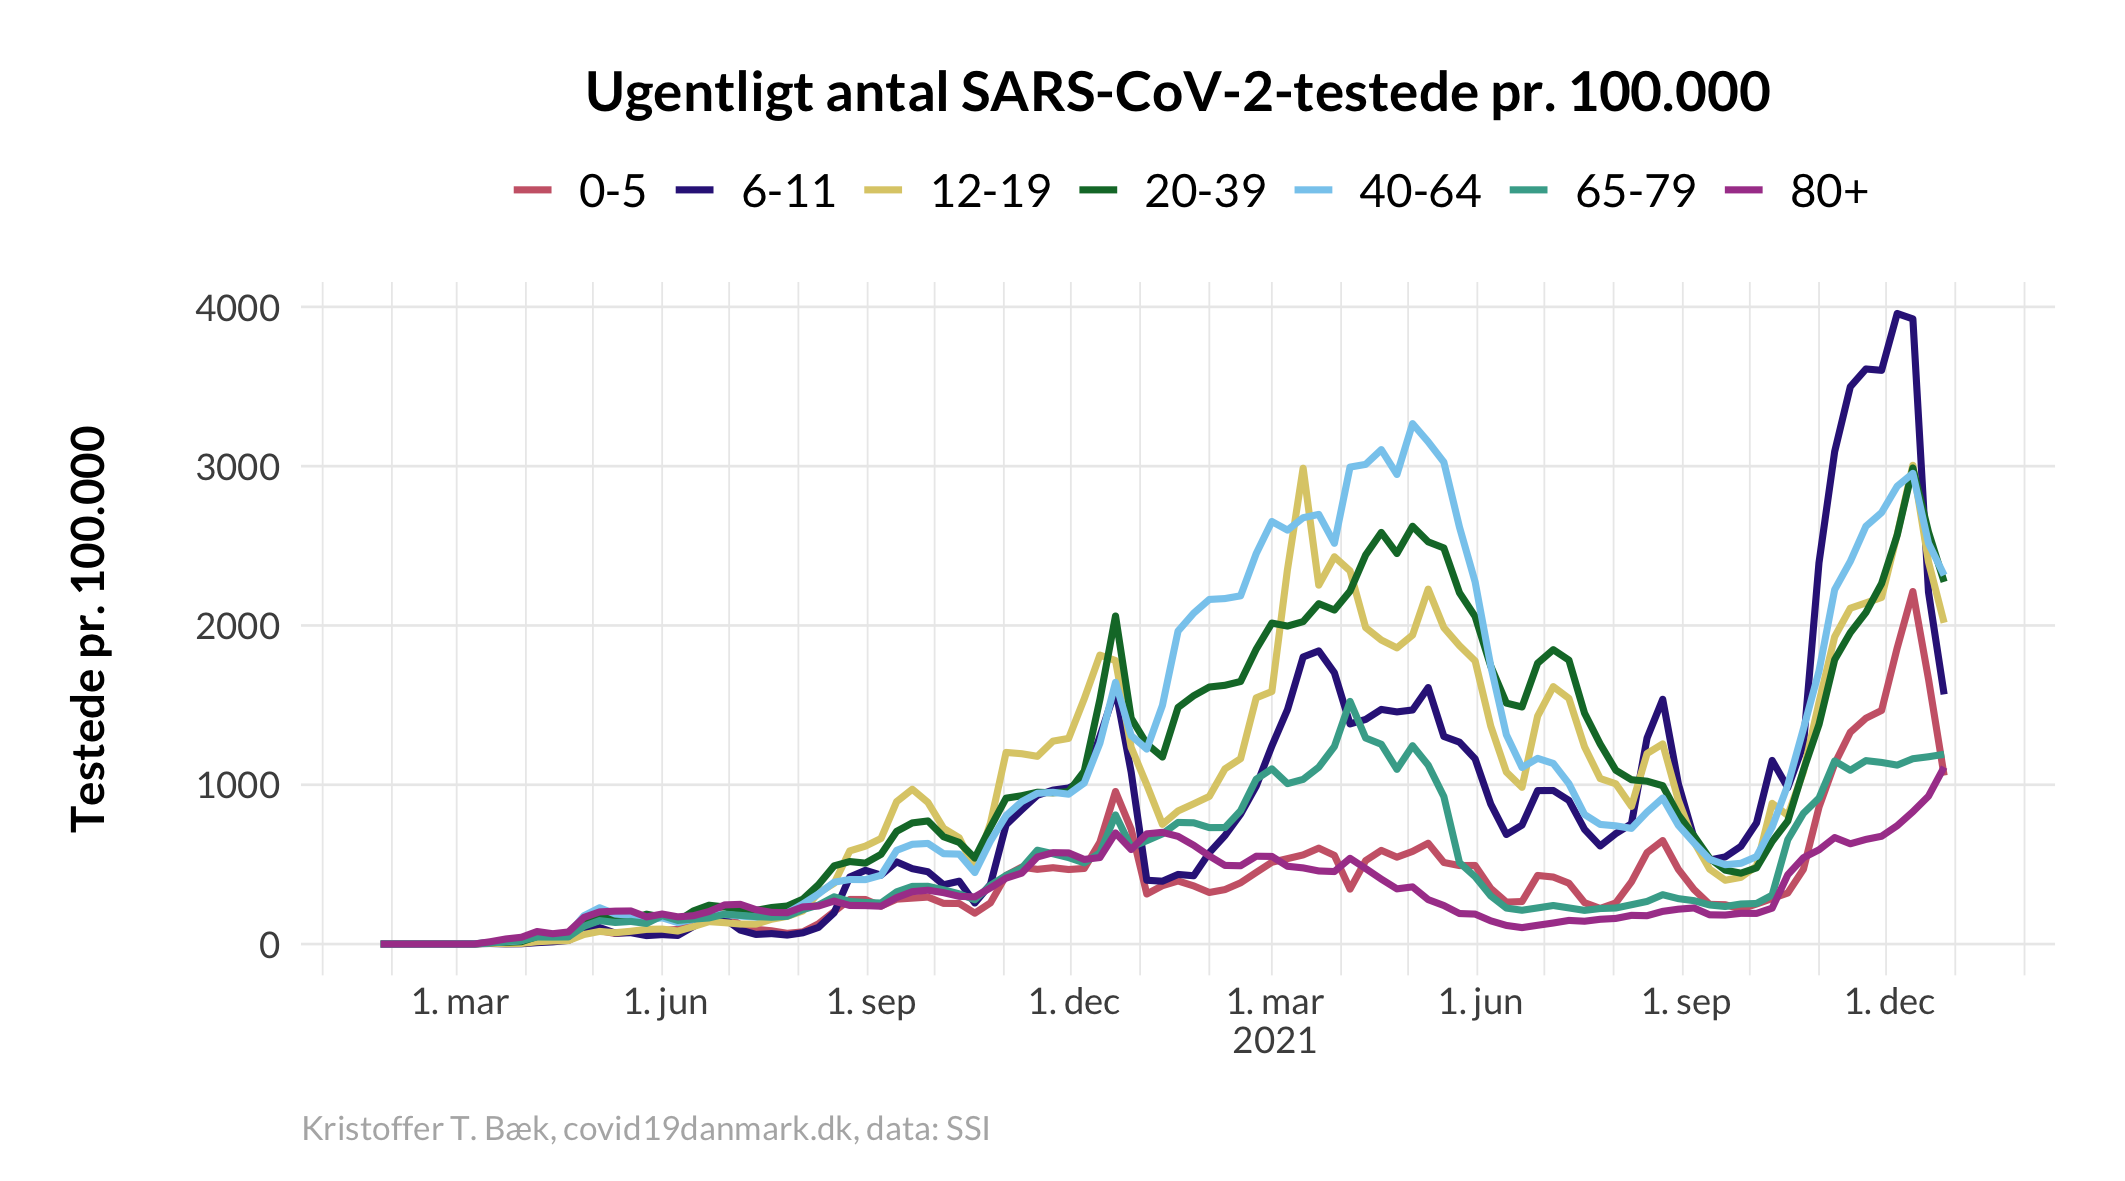 Ugentligt antal SARS-CoV-2-testede pr. 100.000
0-5 6-11 12-19 20-39 40-64 65-79 80+
Testede pr. 100.000
4000
3000
2000
1000
0
1. mar 1. jun 1. sep 1. dec 1. mar 1. jun 1. sep 1. dec
2021
Kristoffer T. Bæk, covid19danmark.dk, data: SSI